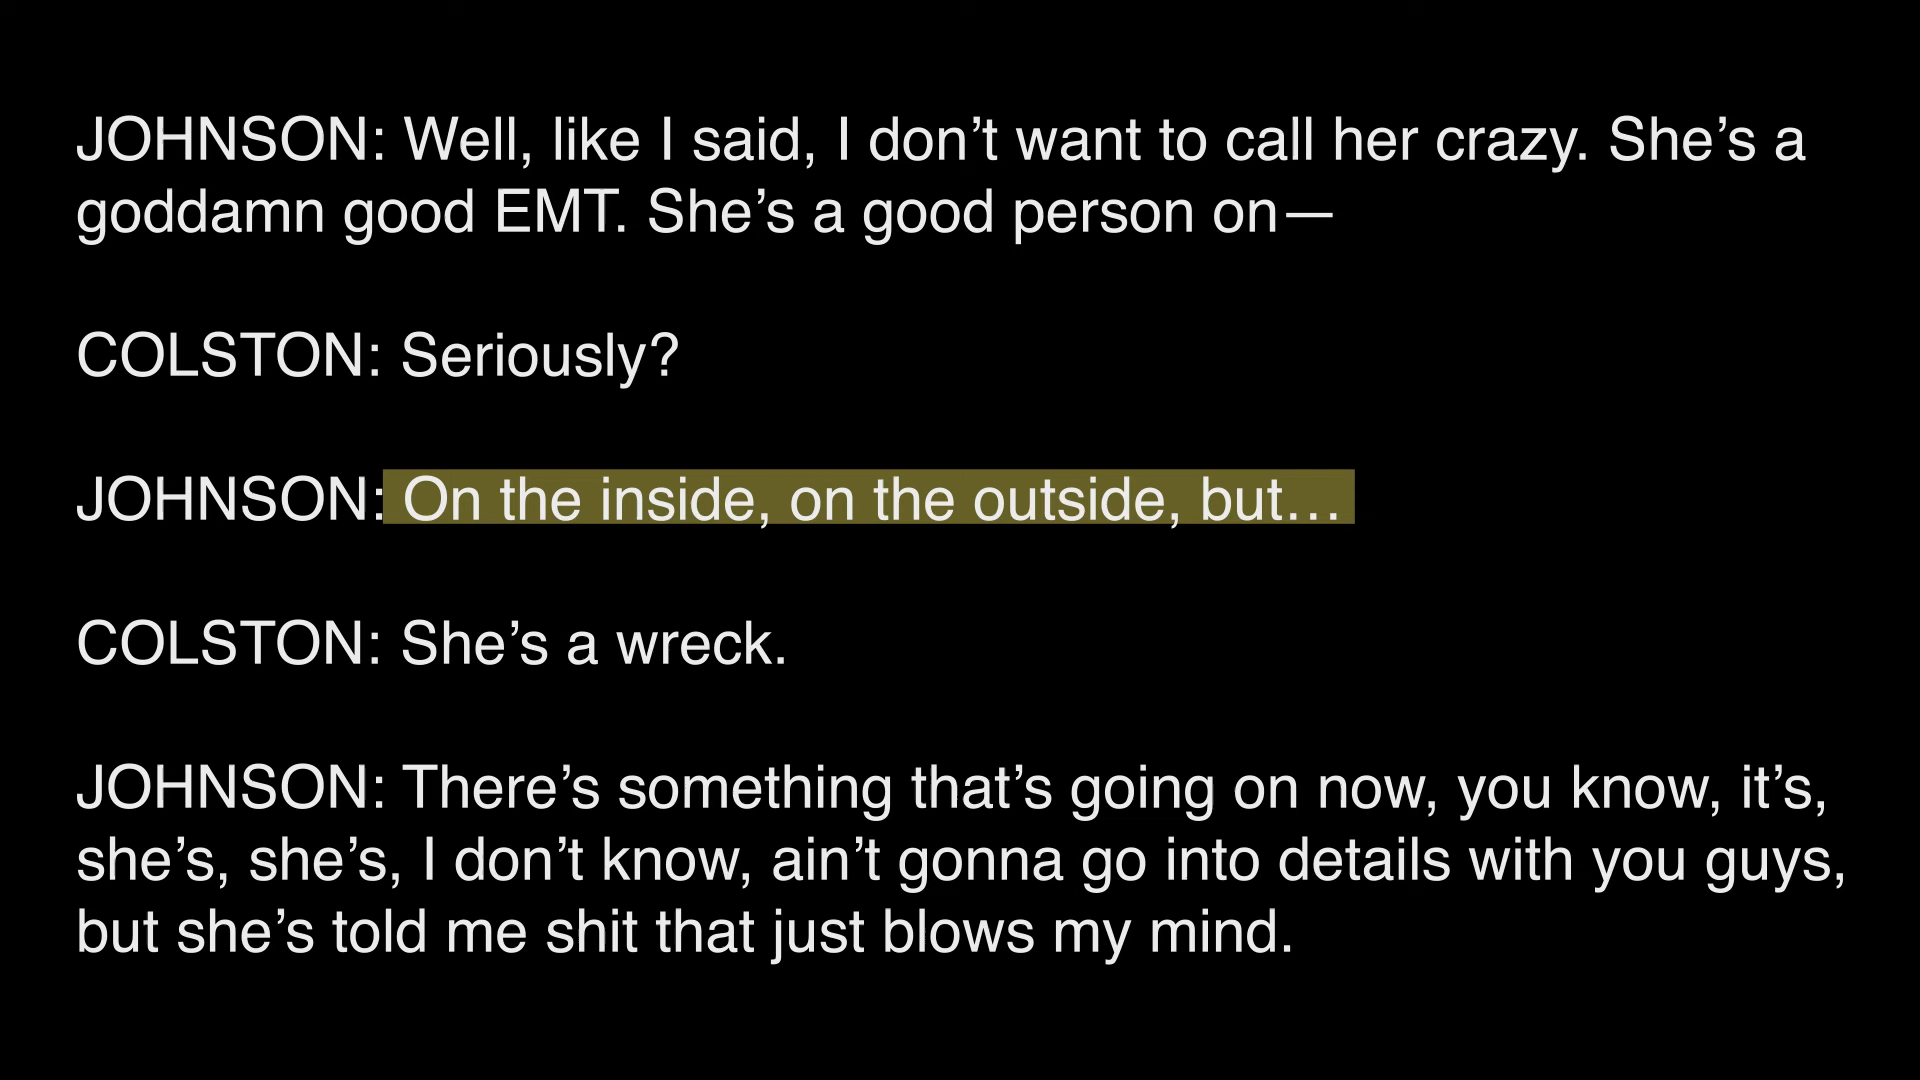 JOHNSON: Well, like I said, I don’t want to call her crazy. She’s a
goddamn good EMT. She’s a good person on—
COLSTON: Seriously?
JOHNSON: On the inside, on the outside, but…
COLSTON: She’s a wreck.
JOHNSON: There’s something that’s going on now, you know, it’s,
she’s, she’s, I don’t know, ain’t gonna go into details with you guys,
but she’s told me shit that just blows my mind.